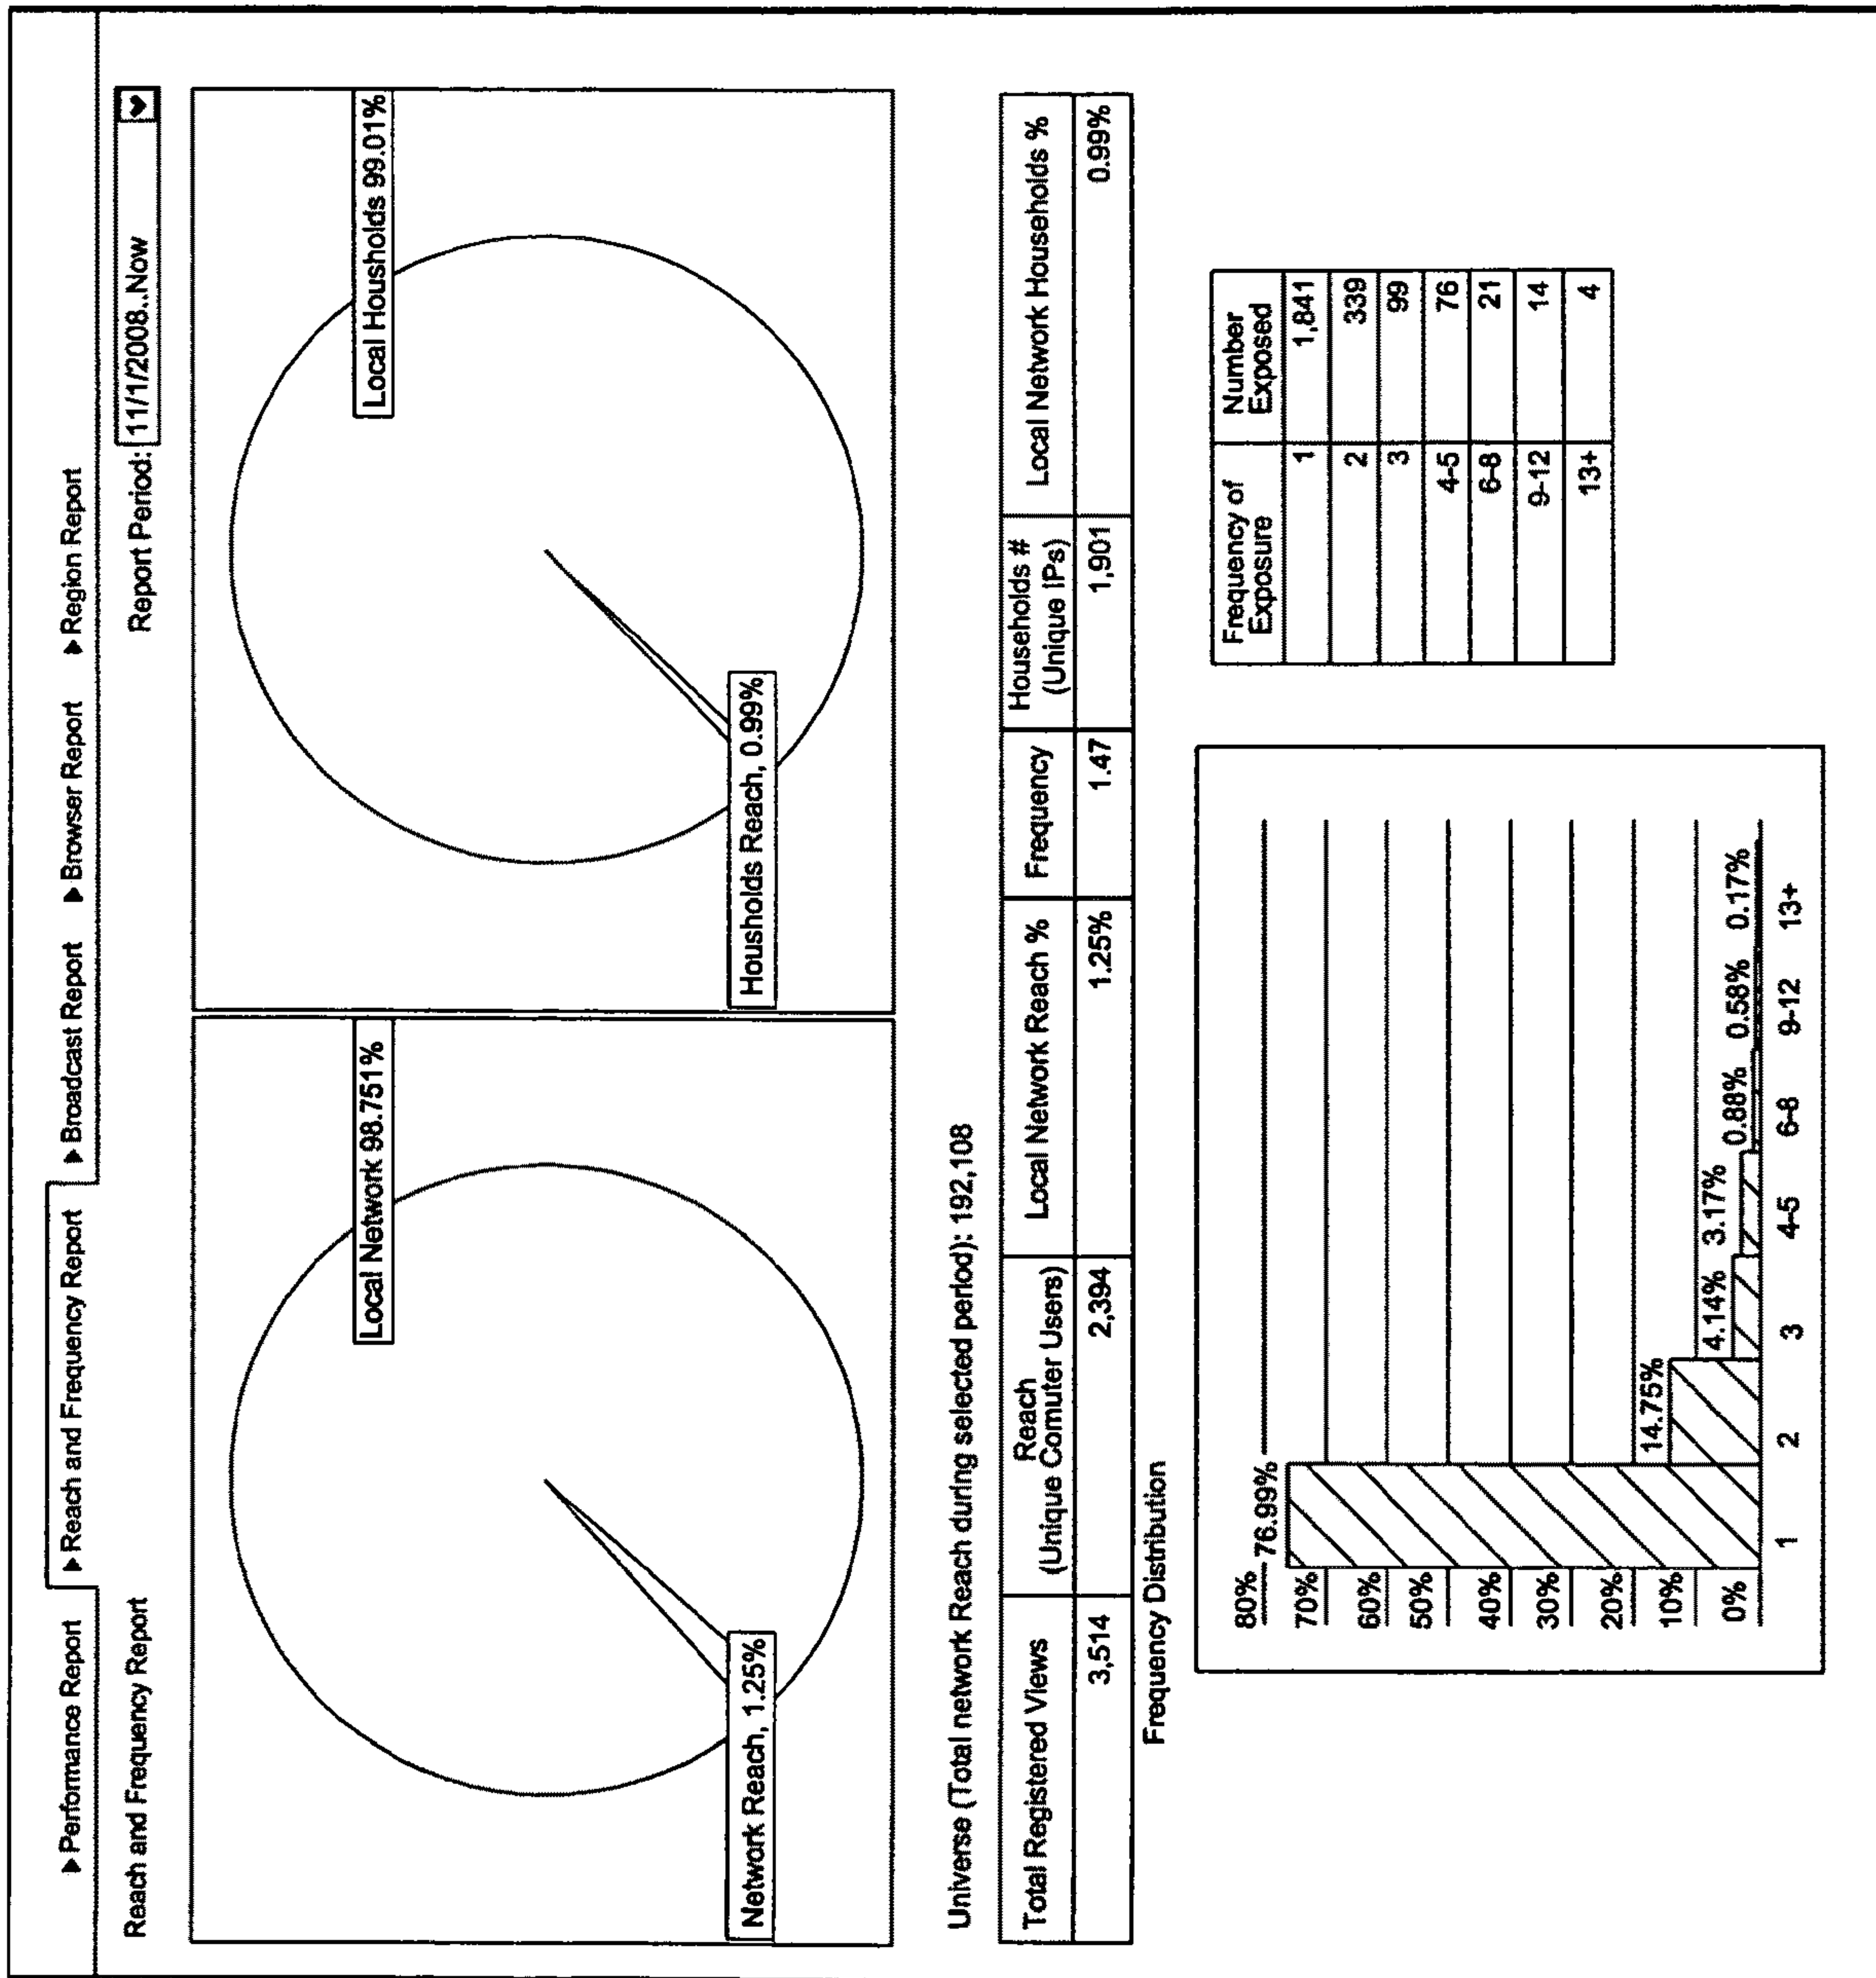 ▶Performance Report ▶Reach and Frequency Report ▶Broadcast Report ▶Browser Report ▶Region Report
Reach and Frequency Report
Report Period: 11/1/2008..Now
Local Network 98.751%
Network Reach, 1.25%
Local Housholds 99.01%
Housholds Reach, 0.99%
Universe (Total network Reach during selected period): 192,108
Total Registered Views
Reach
(Unique Comuter Users)
Local Network Reach %
Frequency
Households #
(Unique IPs)
Local Network Households %
3,514 2,394 1.25% 1.47 1,901 0.99%
Frequency Distribution
80%
70%
60%
50%
40%
30%
20%
10%
0%
76.99%
14.75%
4.14%
3.17%
0.88%
0.58%
0.17%
1 2 3 4-5 6-8 9-12 13+
Frequency of
Exposure
Number
Exposed
1 1,841
2 339
3 99
4-5 76
6-8 21
9-12 14
13+ 4